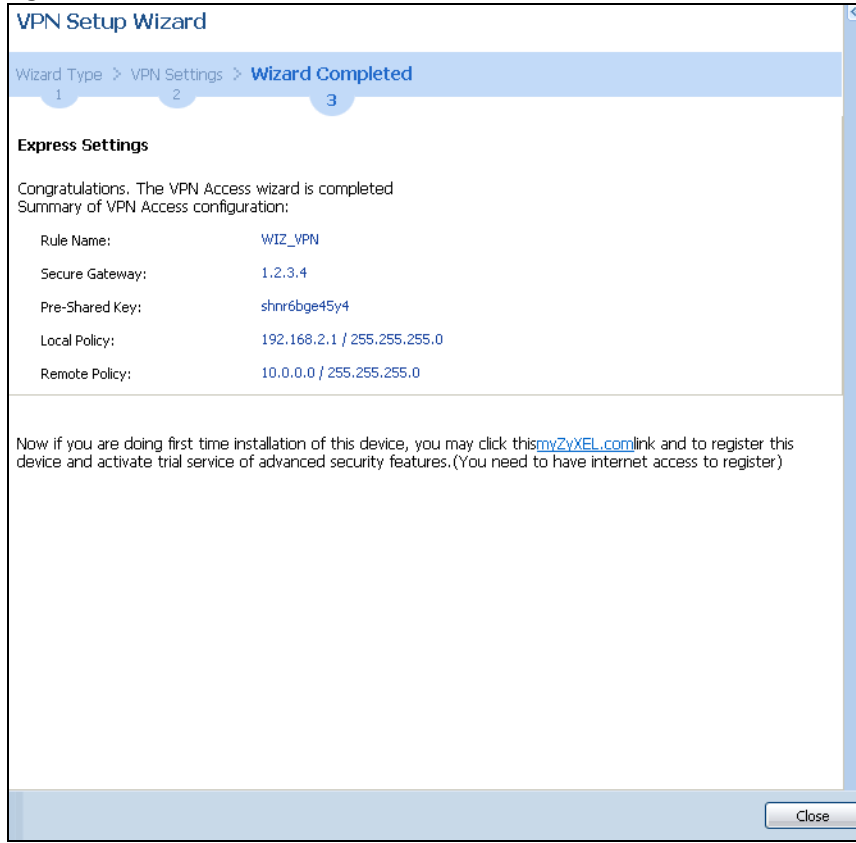 VPN Setup Wizard
Wizard Type > VPN Settings > Wizard Completed
1 2 3
Express Settings
Congratulations. The VPN Access wizard is completed
Summary of VPN Access configuration:
Rule Name: WIZ_VPN
Secure Gateway: 1.2.3.4
Pre-Shared Key: shnr6bge45y4
Local Policy: 192.168.2.1 / 255.255.255.0
Remote Policy: 10.0.0.0 / 255.255.255.0
Now if you are doing first time installation of this device, you may click thismyZyXEL.comlink and to register this
device and activate trial service of advanced security features.(You need to have internet access to register)
Close